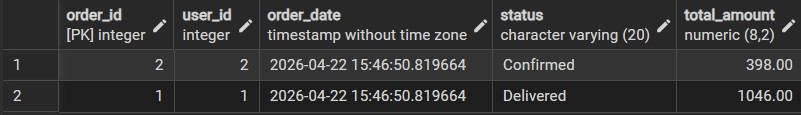 order_id user_id order_date status total_amount
[PK] integer integer timestamp without time zone character varying (20) numeric (8,2)
1 2 2 2026-04-22 15:46:50.819664 Confirmed 398.00
2 1 1 2026-04-22 15:46:50.819664 Delivered 1046.00